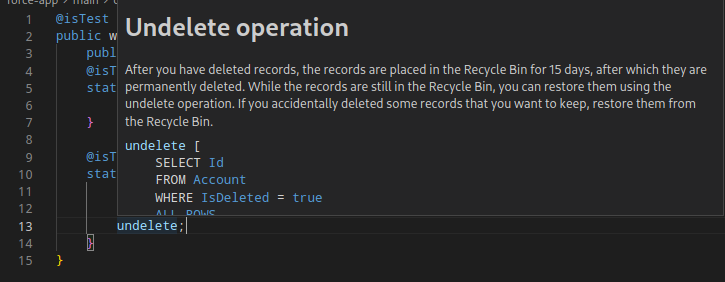 force-app > main >
1 @isTest
2 public w
3 publ
4 @isT
5 stat
6
7 }
8
9 @isT
10 stat
11
12
13 undelete;
14 }
15 }
Undelete operation
After you have deleted records, the records are placed in the Recycle Bin for 15 days, after which they are
permanently deleted. While the records are still in the Recycle Bin, you can restore them using the
undelete operation. If you accidentally deleted some records that you want to keep, restore them from
the Recycle Bin.
undelete [
SELECT Id
FROM Account
WHERE IsDeleted = true
ALL ROWS